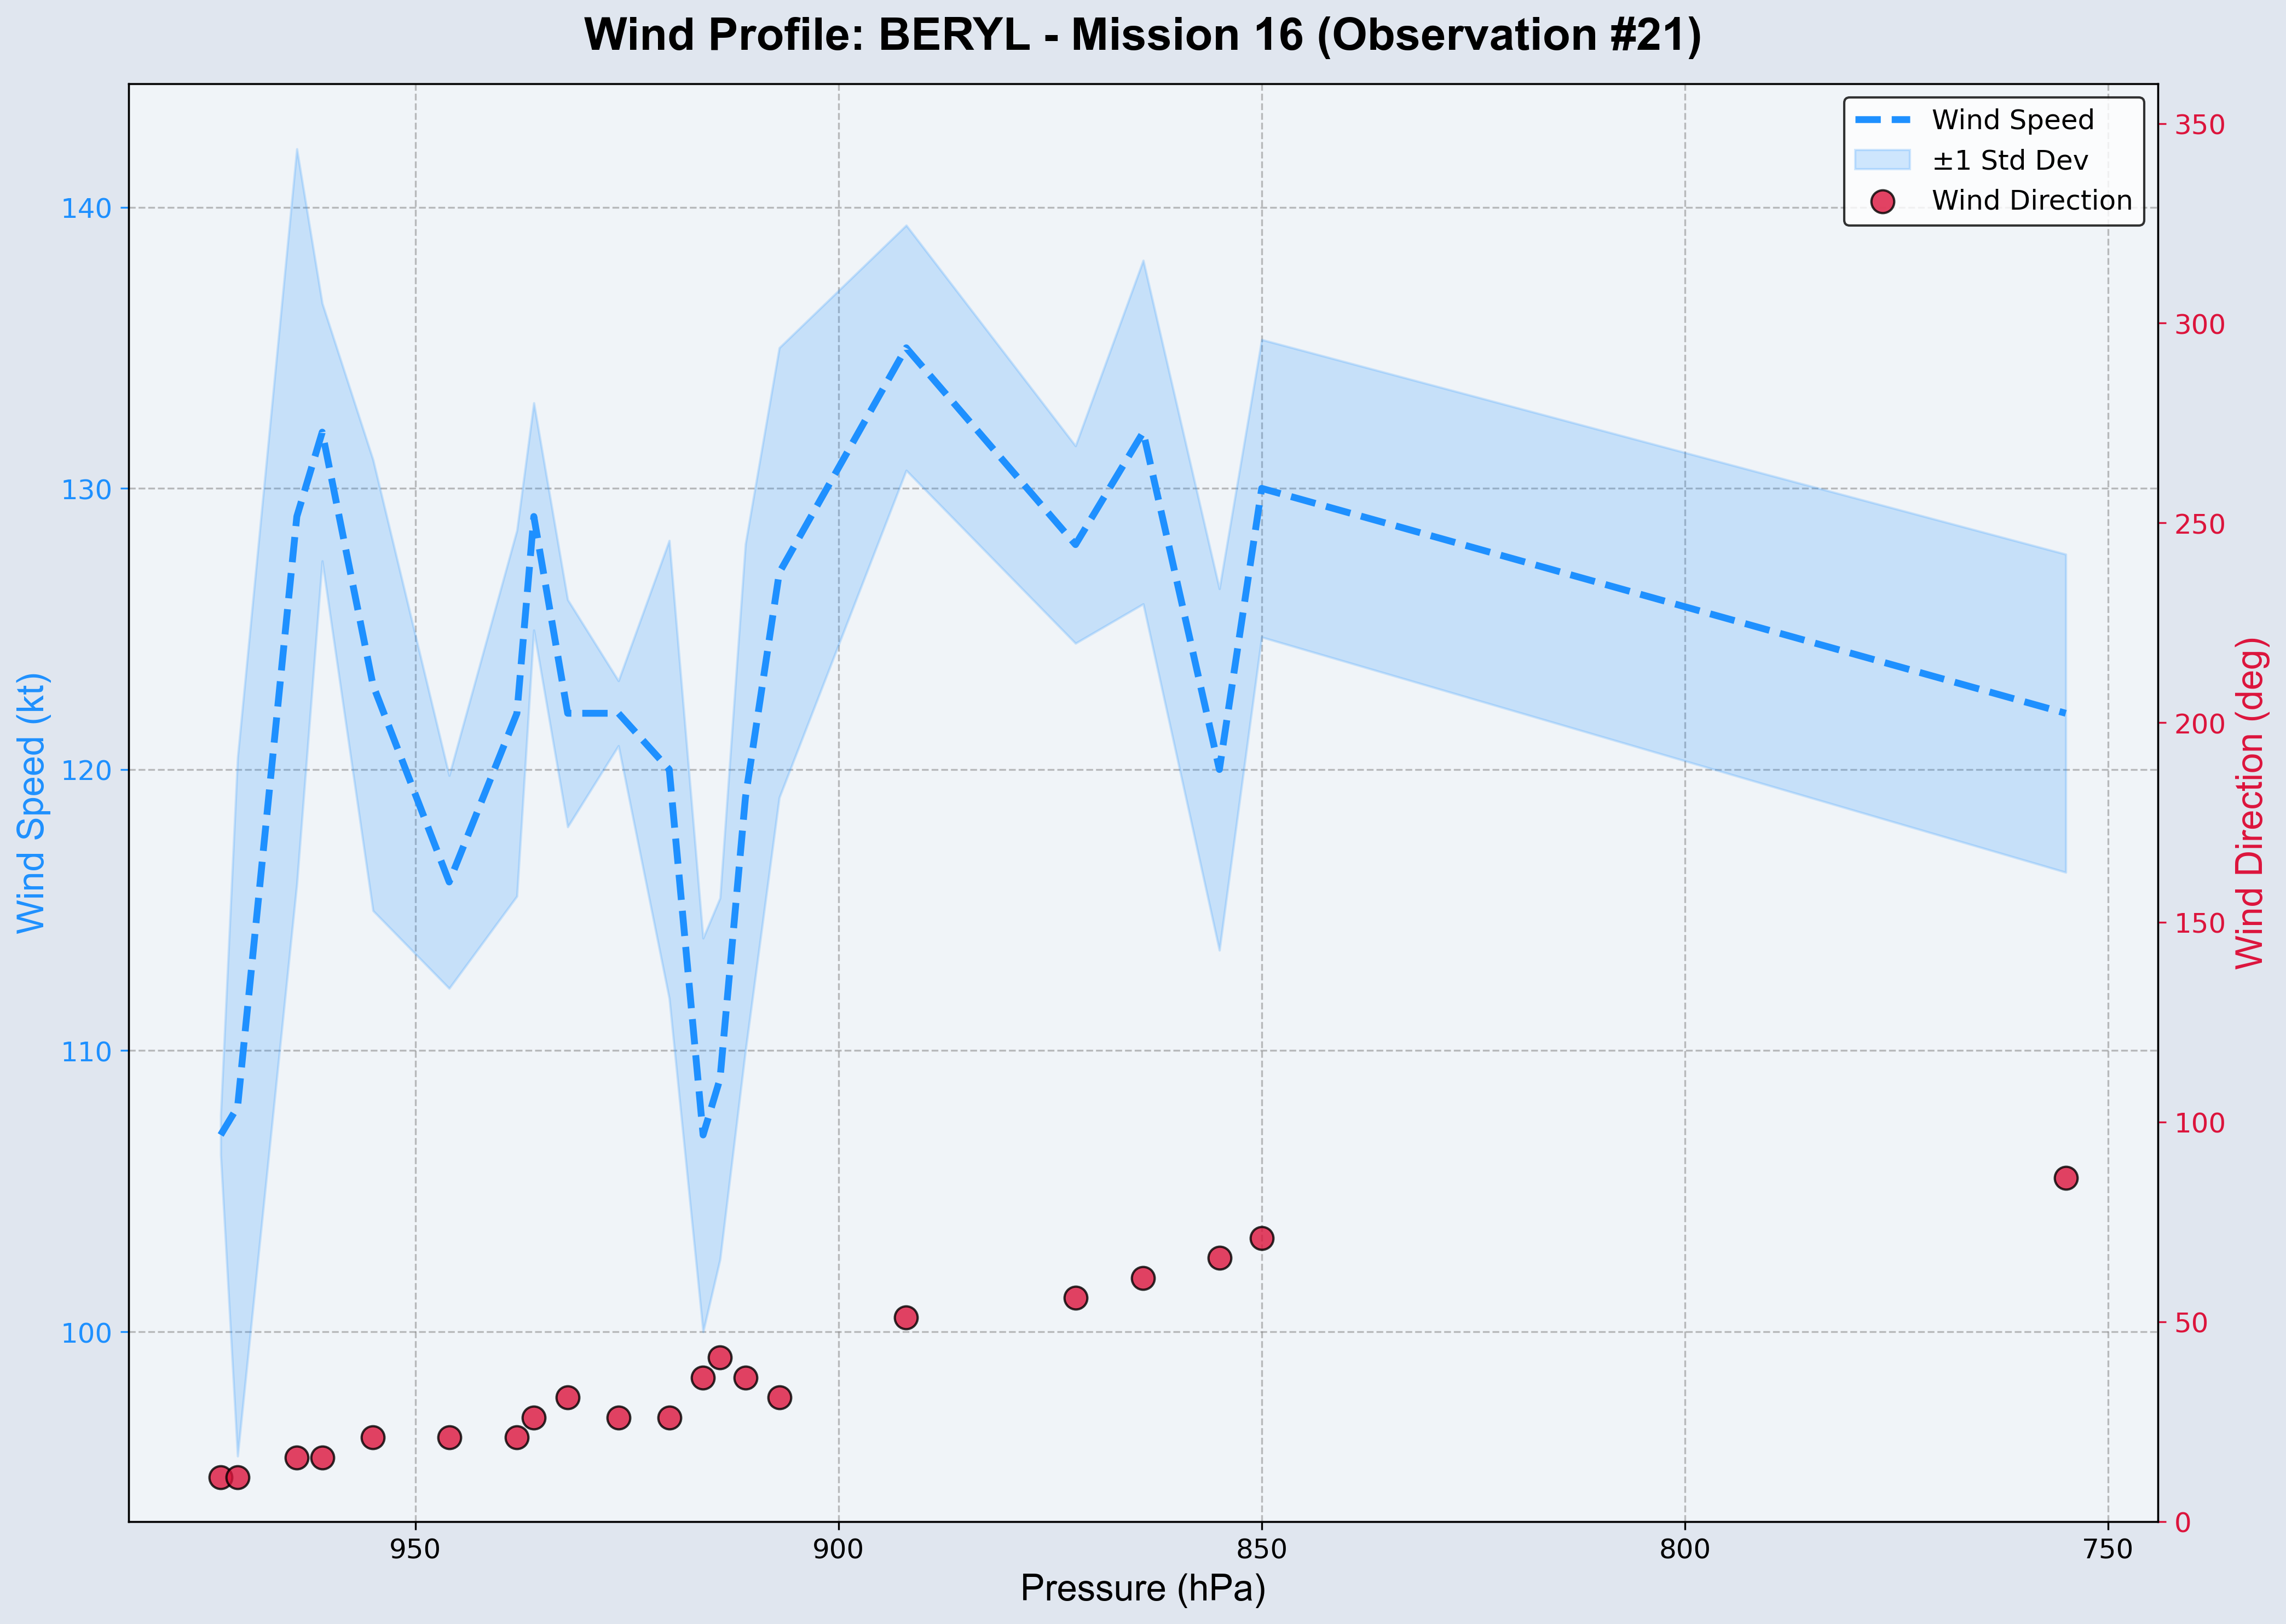 Wind Profile: BERYL - Mission 16 (Observation #21)
Wind Speed
±1 Std Dev
Wind Direction
Wind Speed (kt)
140
130
120
110
100
350
300
250
200
150
100
50
0
Wind Direction (deg)
950
900
850
800
750
Pressure (hPa)